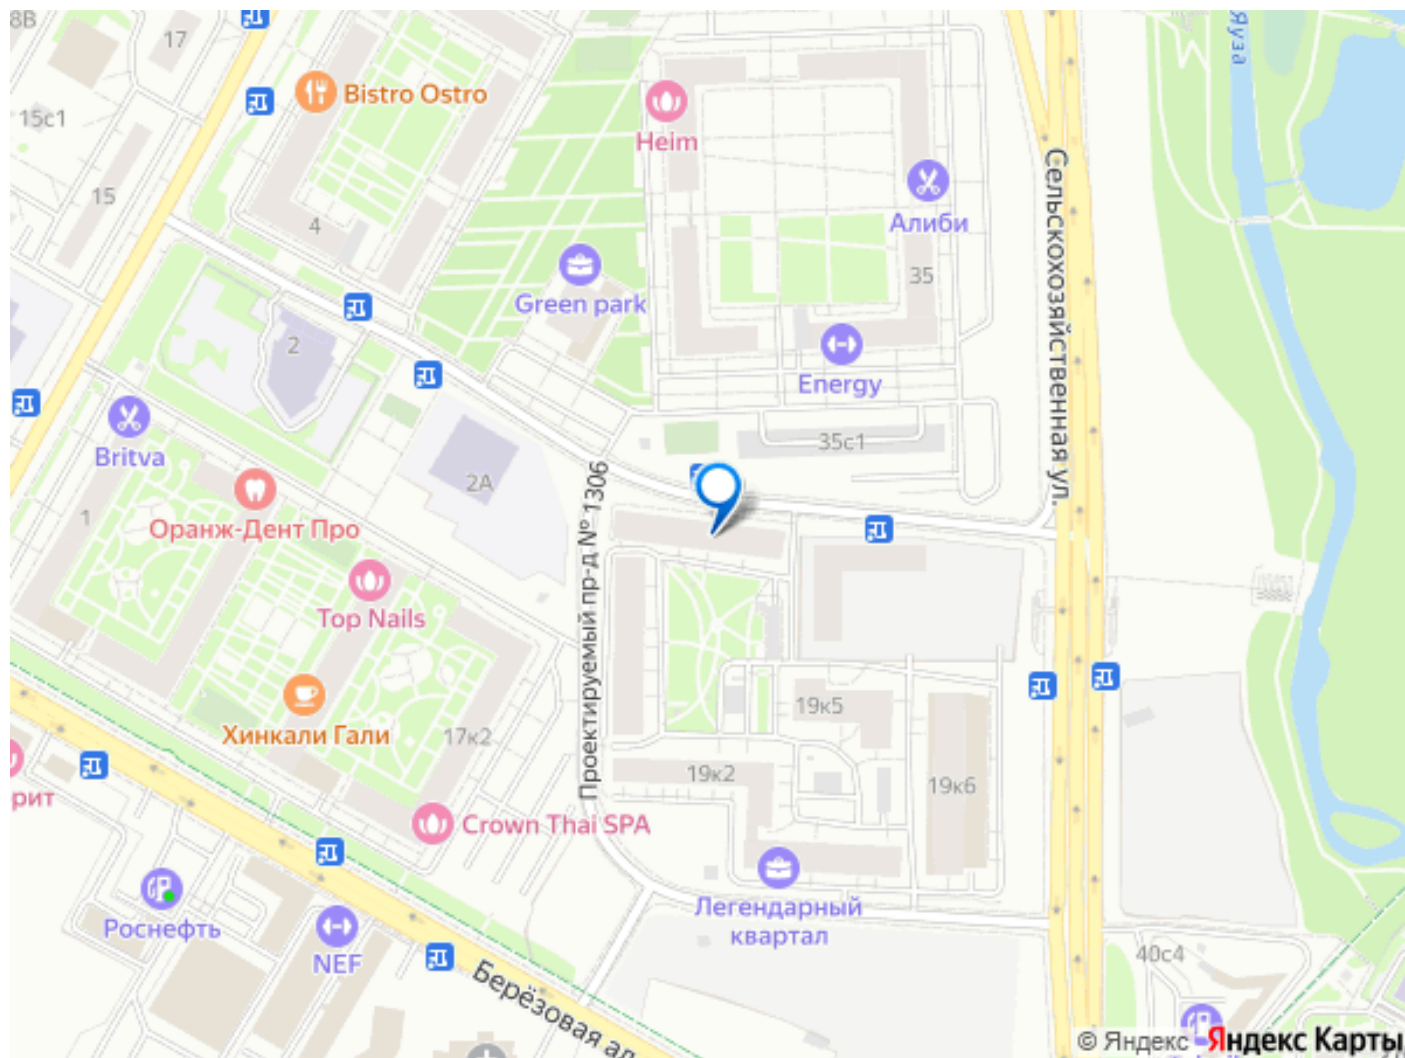 8В
17
Bistro Ostro
15с1
Heim
Яуза
15
4
Алиби
Сельскохозяйственная ул.
Green park
35
2
Energy
35с1
Britva
2А
Проектируемый пр-д № 1306
1
Оранж-Дент Про
Top Nails
19к5
Хинкали Гали
17к2
19к2
19к6
рит
Crown Thai SPA
Роснефть
Легендарный
квартал
NEF
40с4
Берёзовая ал
© Яндекс Яндекс Карты